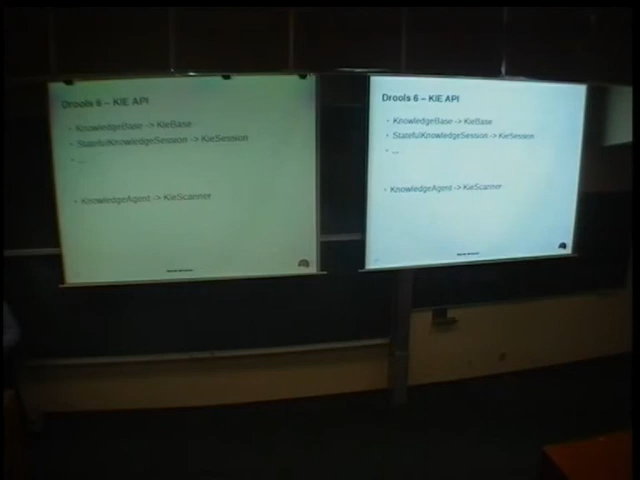 Drools 6 – KIE API
- KnowledgeBase -> KieBase
- StatefulKnowledgeSession -> KieSession
- ...
- KnowledgeAgent -> KieScanner
Drools 6 – KIE API
- KnowledgeBase -> KieBase
- StatefulKnowledgeSession -> KieSession
- ...
- KnowledgeAgent -> KieScanner